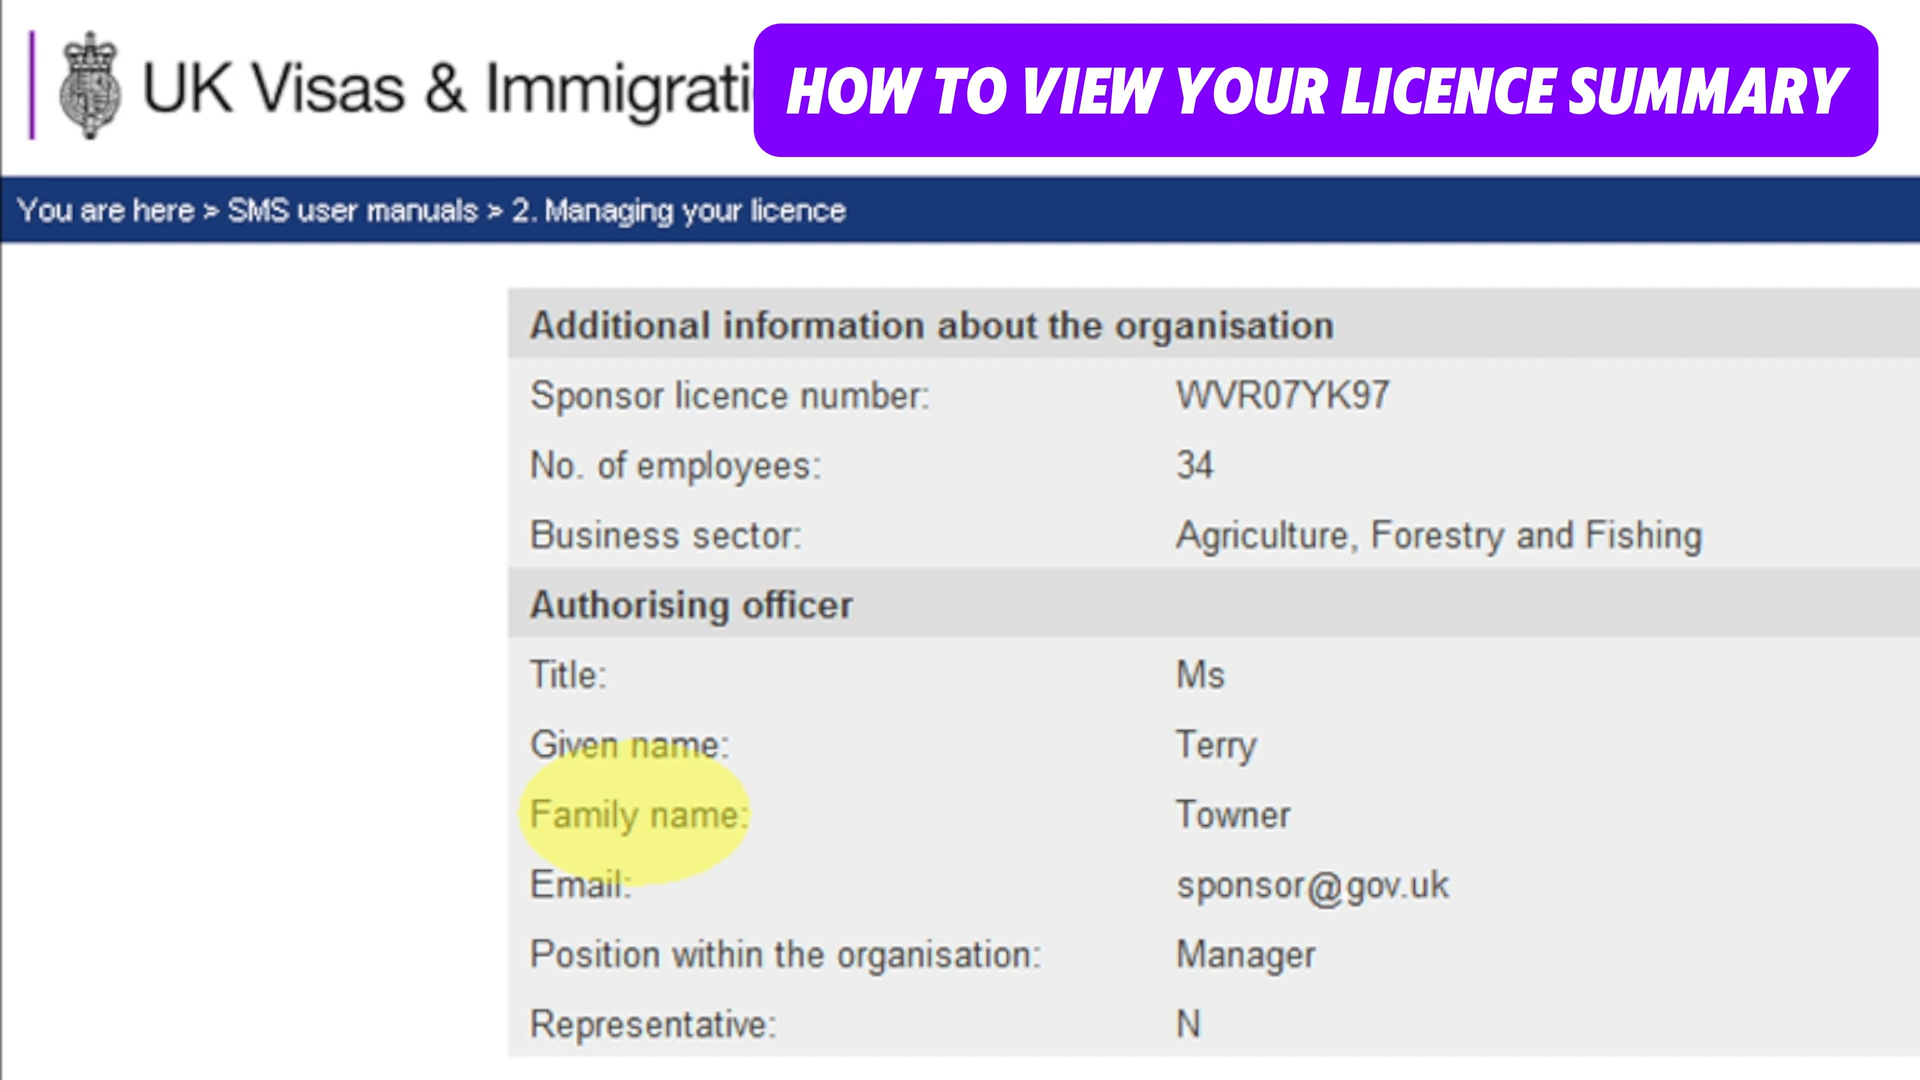 UK Visas & Immigrati
HOW TO VIEW YOUR LICENCE SUMMARY
You are here > SMS user manuals > 2. Managing your licence
Additional information about the organisation
Sponsor licence number: WVR07YK97
No. of employees: 34
Business sector: Agriculture, Forestry and Fishing
Authorising officer
Title: Ms
Given name: Terry
Family name: Towner
Email: sponsor@gov.uk
Position within the organisation: Manager
Representative: N